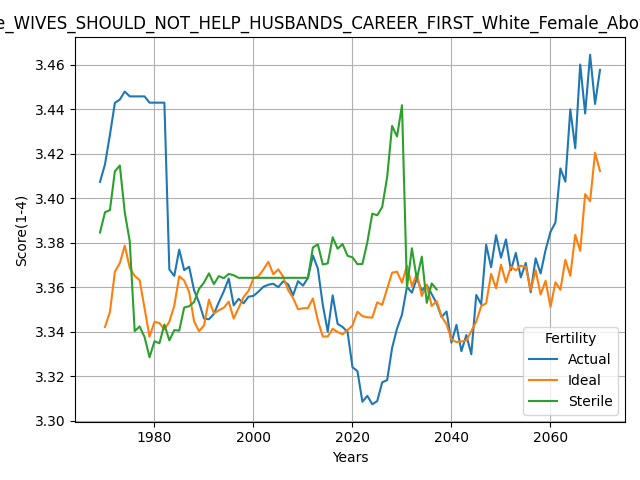 e_WIVES_SHOULD_NOT_HELP_HUSBANDS_CAREER_FIRST_White_Female_Abo
3.46
3.44
3.42
3.40
3.38
3.36
3.34
3.32
3.30
Score(1-4)
1980
2000
2020
2040
2060
Years
Fertility
Actual
Ideal
Sterile